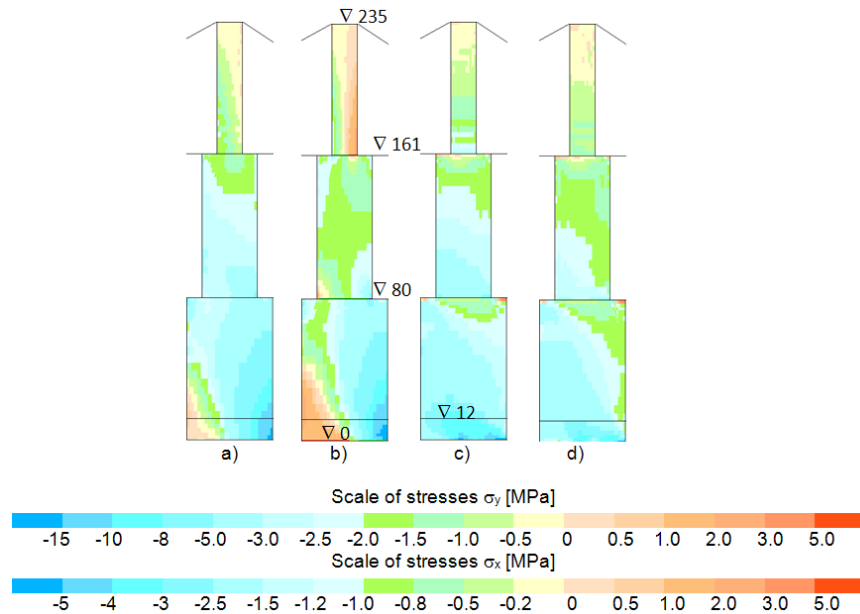 ∇ 235
∇ 161
∇ 80
∇ 12
∇ 0
a) b) c) d)
Scale of stresses σy [MPa]
-15 -10 -8 -5.0 -3.0 -2.5 -2.0 -1.5 -1.0 -0.5 0 0.5 1.0 2.0 3.0 5.0
Scale of stresses σx [MPa]
-5 -4 -3 -2.5 -1.5 -1.2 -1.0 -0.8 -0.5 -0.2 0 0.5 1.0 2.0 3.0 5.0